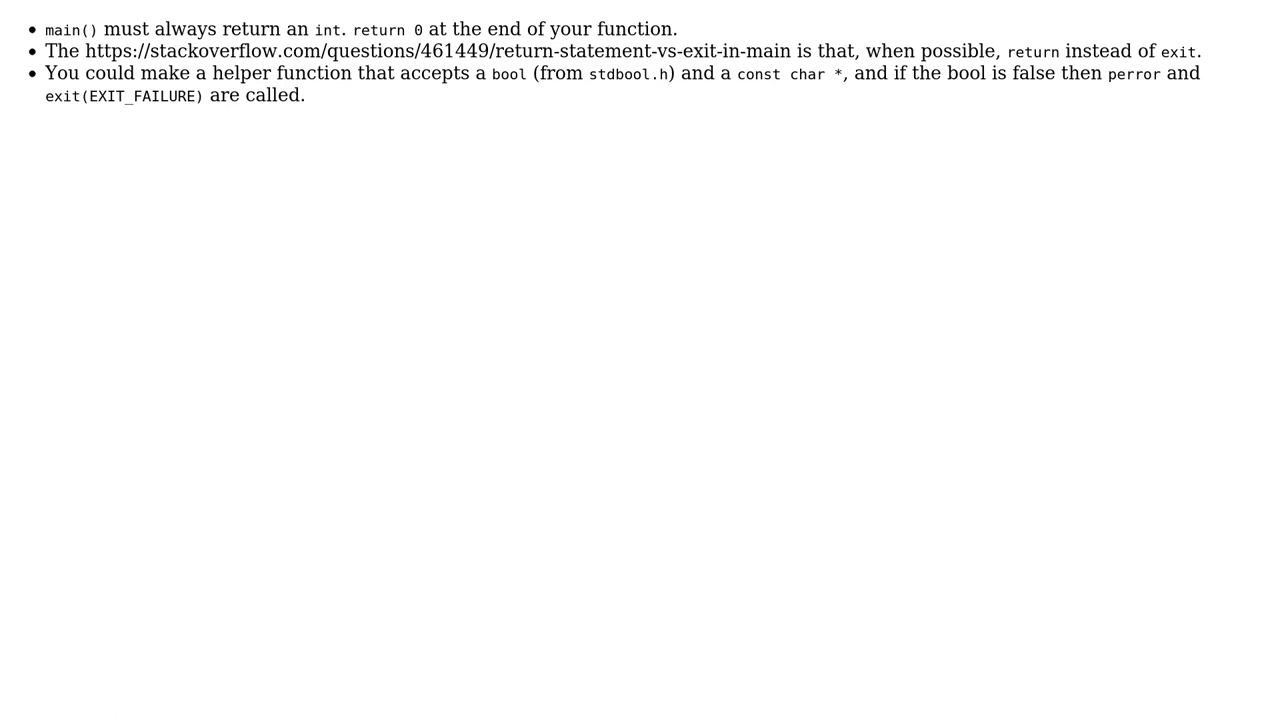 • main() must always return an int. return 0 at the end of your function.
• The https://stackoverflow.com/questions/461449/return-statement-vs-exit-in-main is that, when possible, return instead of exit.
• You could make a helper function that accepts a bool (from stdbool.h) and a const char *, and if the bool is false then perror and
exit(EXIT_FAILURE) are called.